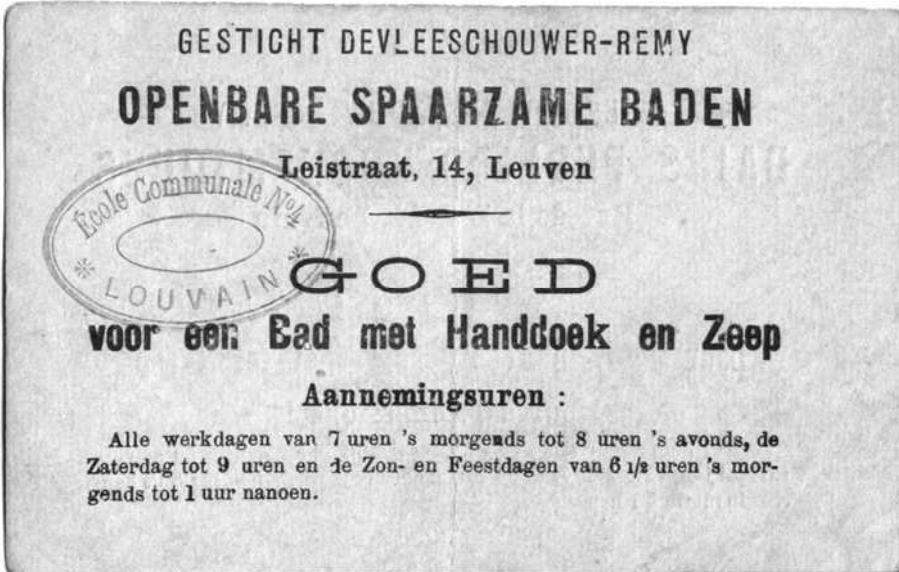 GESTICHT DEVLEESCHOUWER-REMY
OPENBARE SPAARZAME BADEN
Leistraat, 14, Leuven
École Communale No4
* LOUVAIN *
GOED
voor een Bad met Handdoek en Zeep
Aannemingsuren :
Alle werkdagen van 7 uren 's morgends tot 8 uren 's avonds, de
Zaterdag tot 9 uren en de Zon- en Feestdagen van 6 1/2 uren 's mor-
gends tot 1 uur nanoen.